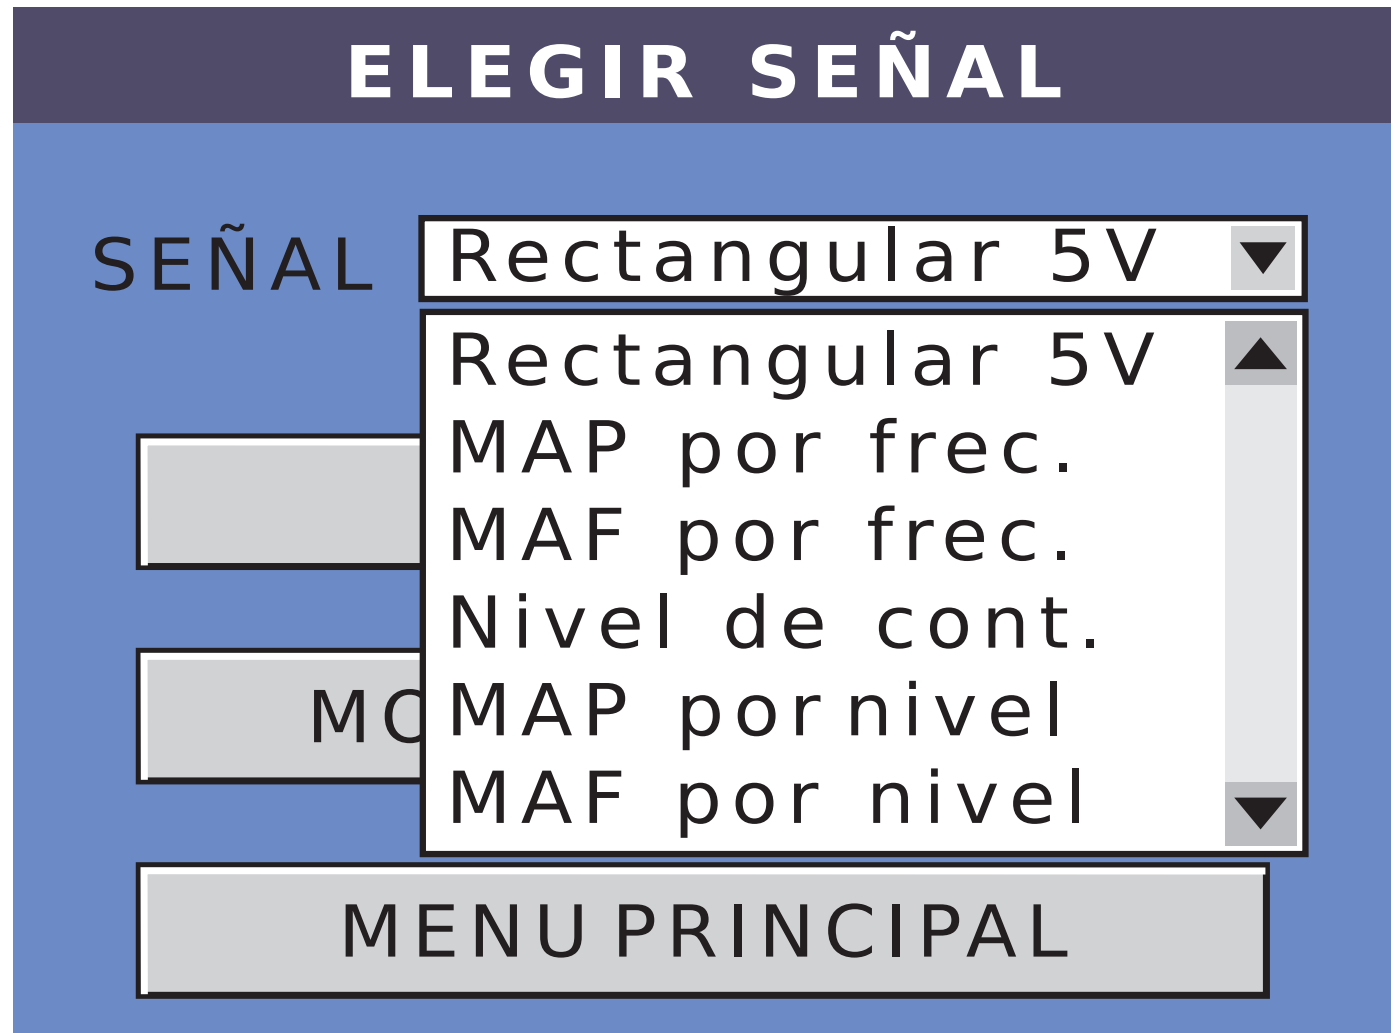 ELEGIR SEÑAL
SEÑAL
Rectangular 5V
Rectangular 5V
MAP por frec.
MAF por frec.
Nivel de cont.
MAP por nivel
MAF por nivel
MENU PRINCIPAL